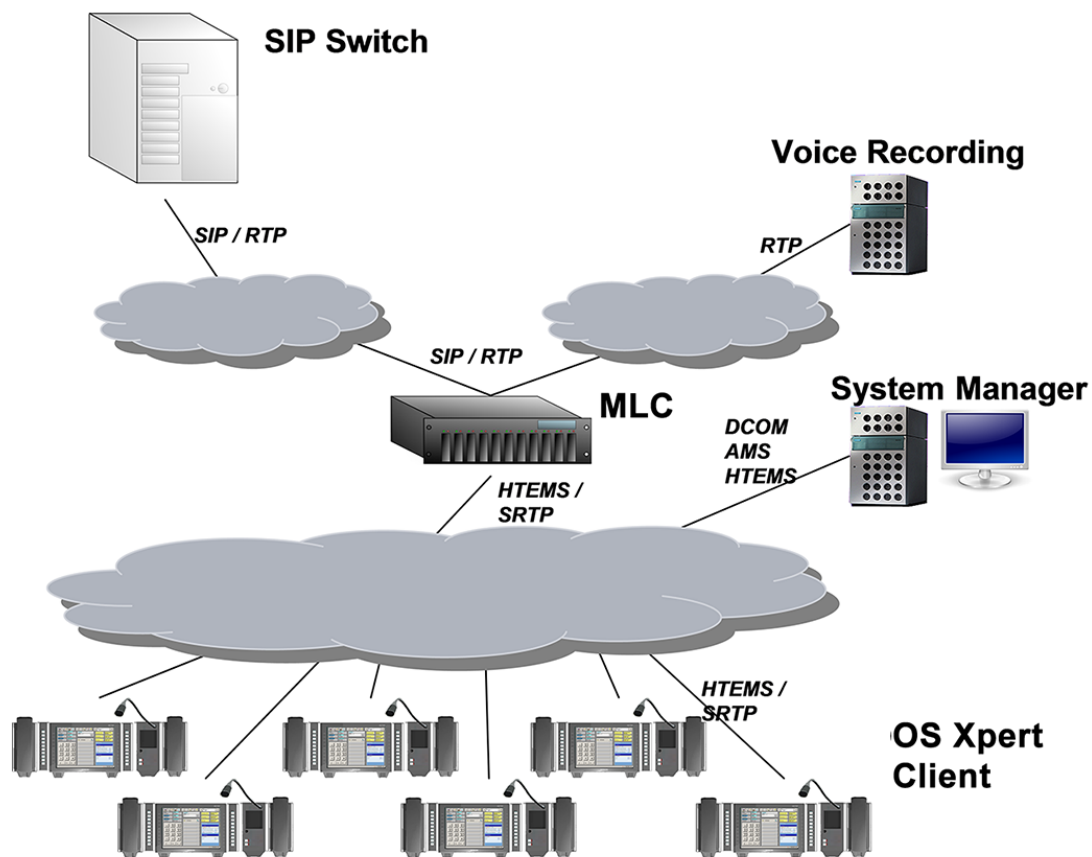 SIP Switch
Voice Recording
SIP / RTP
RTP
SIP / RTP
MLC
System Manager
DCOM
AMS
HTEMS
HTEMS /
SRTP
HTEMS /
SRTP
OS Xpert
Client